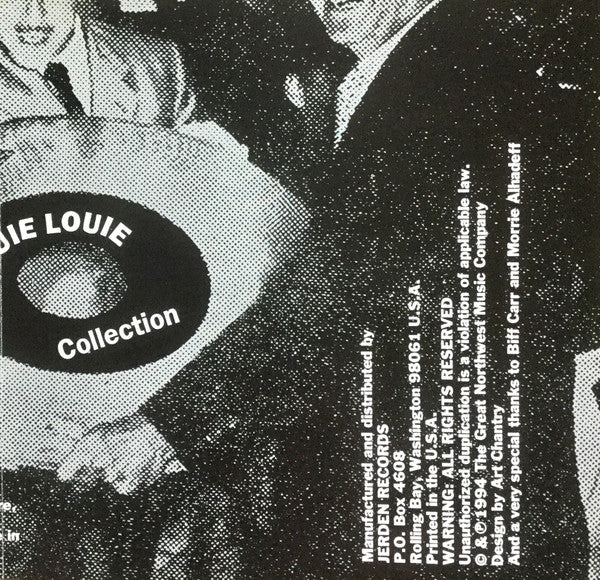 UIE LOUIE
Collection
re,
in
Manufactured and distributed by
JERDEN RECORDS
P.O. Box 4608
Rolling Bay, Washington 98061 U.S.A.
Printed in the U.S.A.
WARNING: ALL RIGHTS RESERVED
Unauthorized duplication is a violation of applicable law.
© & ℗ 1994 The Great Northwest Music Company
Design by Art Chantry
And a very special thanks to Biff Carr and Morrie Alhadeff